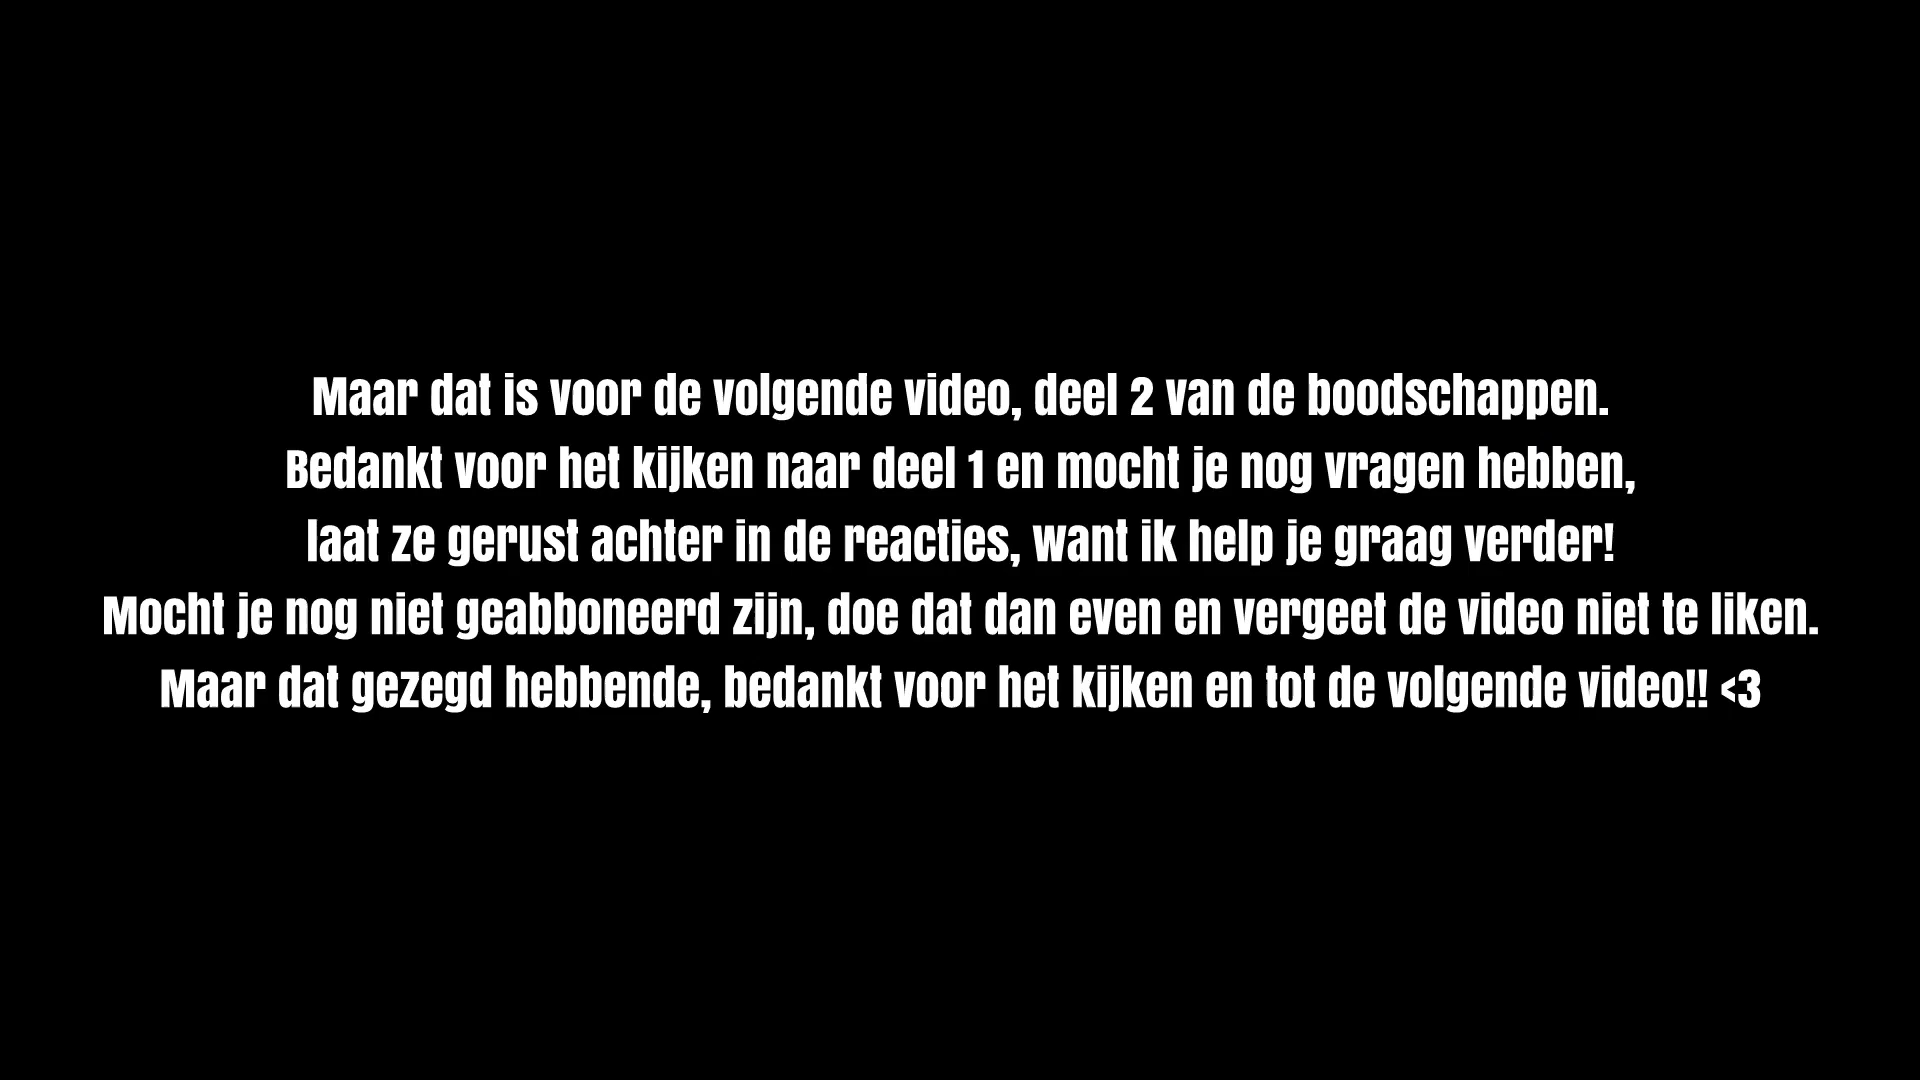 Maar dat is voor de volgende video, deel 2 van de boodschappen.
Bedankt voor het kijken naar deel 1 en mocht je nog vragen hebben,
laat ze gerust achter in de reacties, want ik help je graag verder!
Mocht je nog niet geabboneerd zijn, doe dat dan even en vergeet de video niet te liken.
Maar dat gezegd hebbende, bedankt voor het kijken en tot de volgende video!! <3